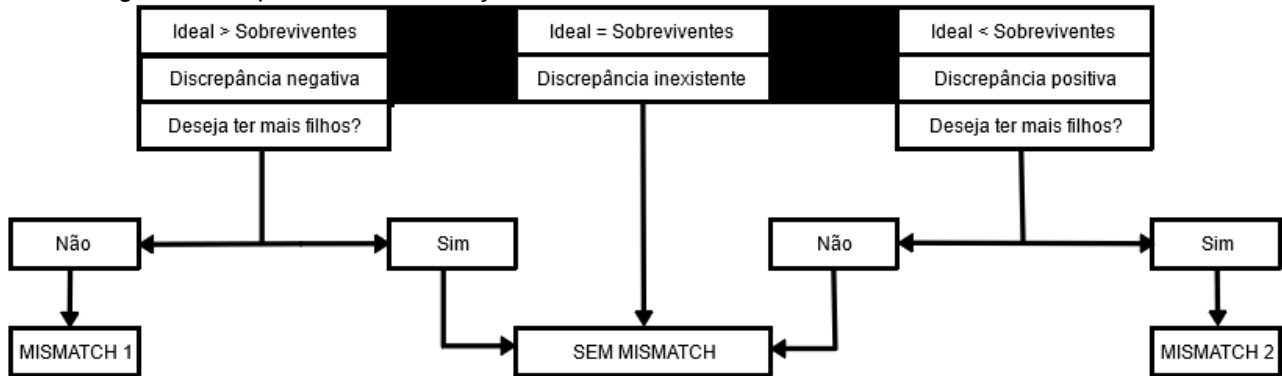 Ideal > Sobreviventes
Ideal = Sobreviventes
Ideal < Sobreviventes
Discrepância negativa
Discrepância inexistente
Discrepância positiva
Deseja ter mais filhos?
Deseja ter mais filhos?
Não
Sim
Não
Sim
MISMATCH 1
SEM MISMATCH
MISMATCH 2